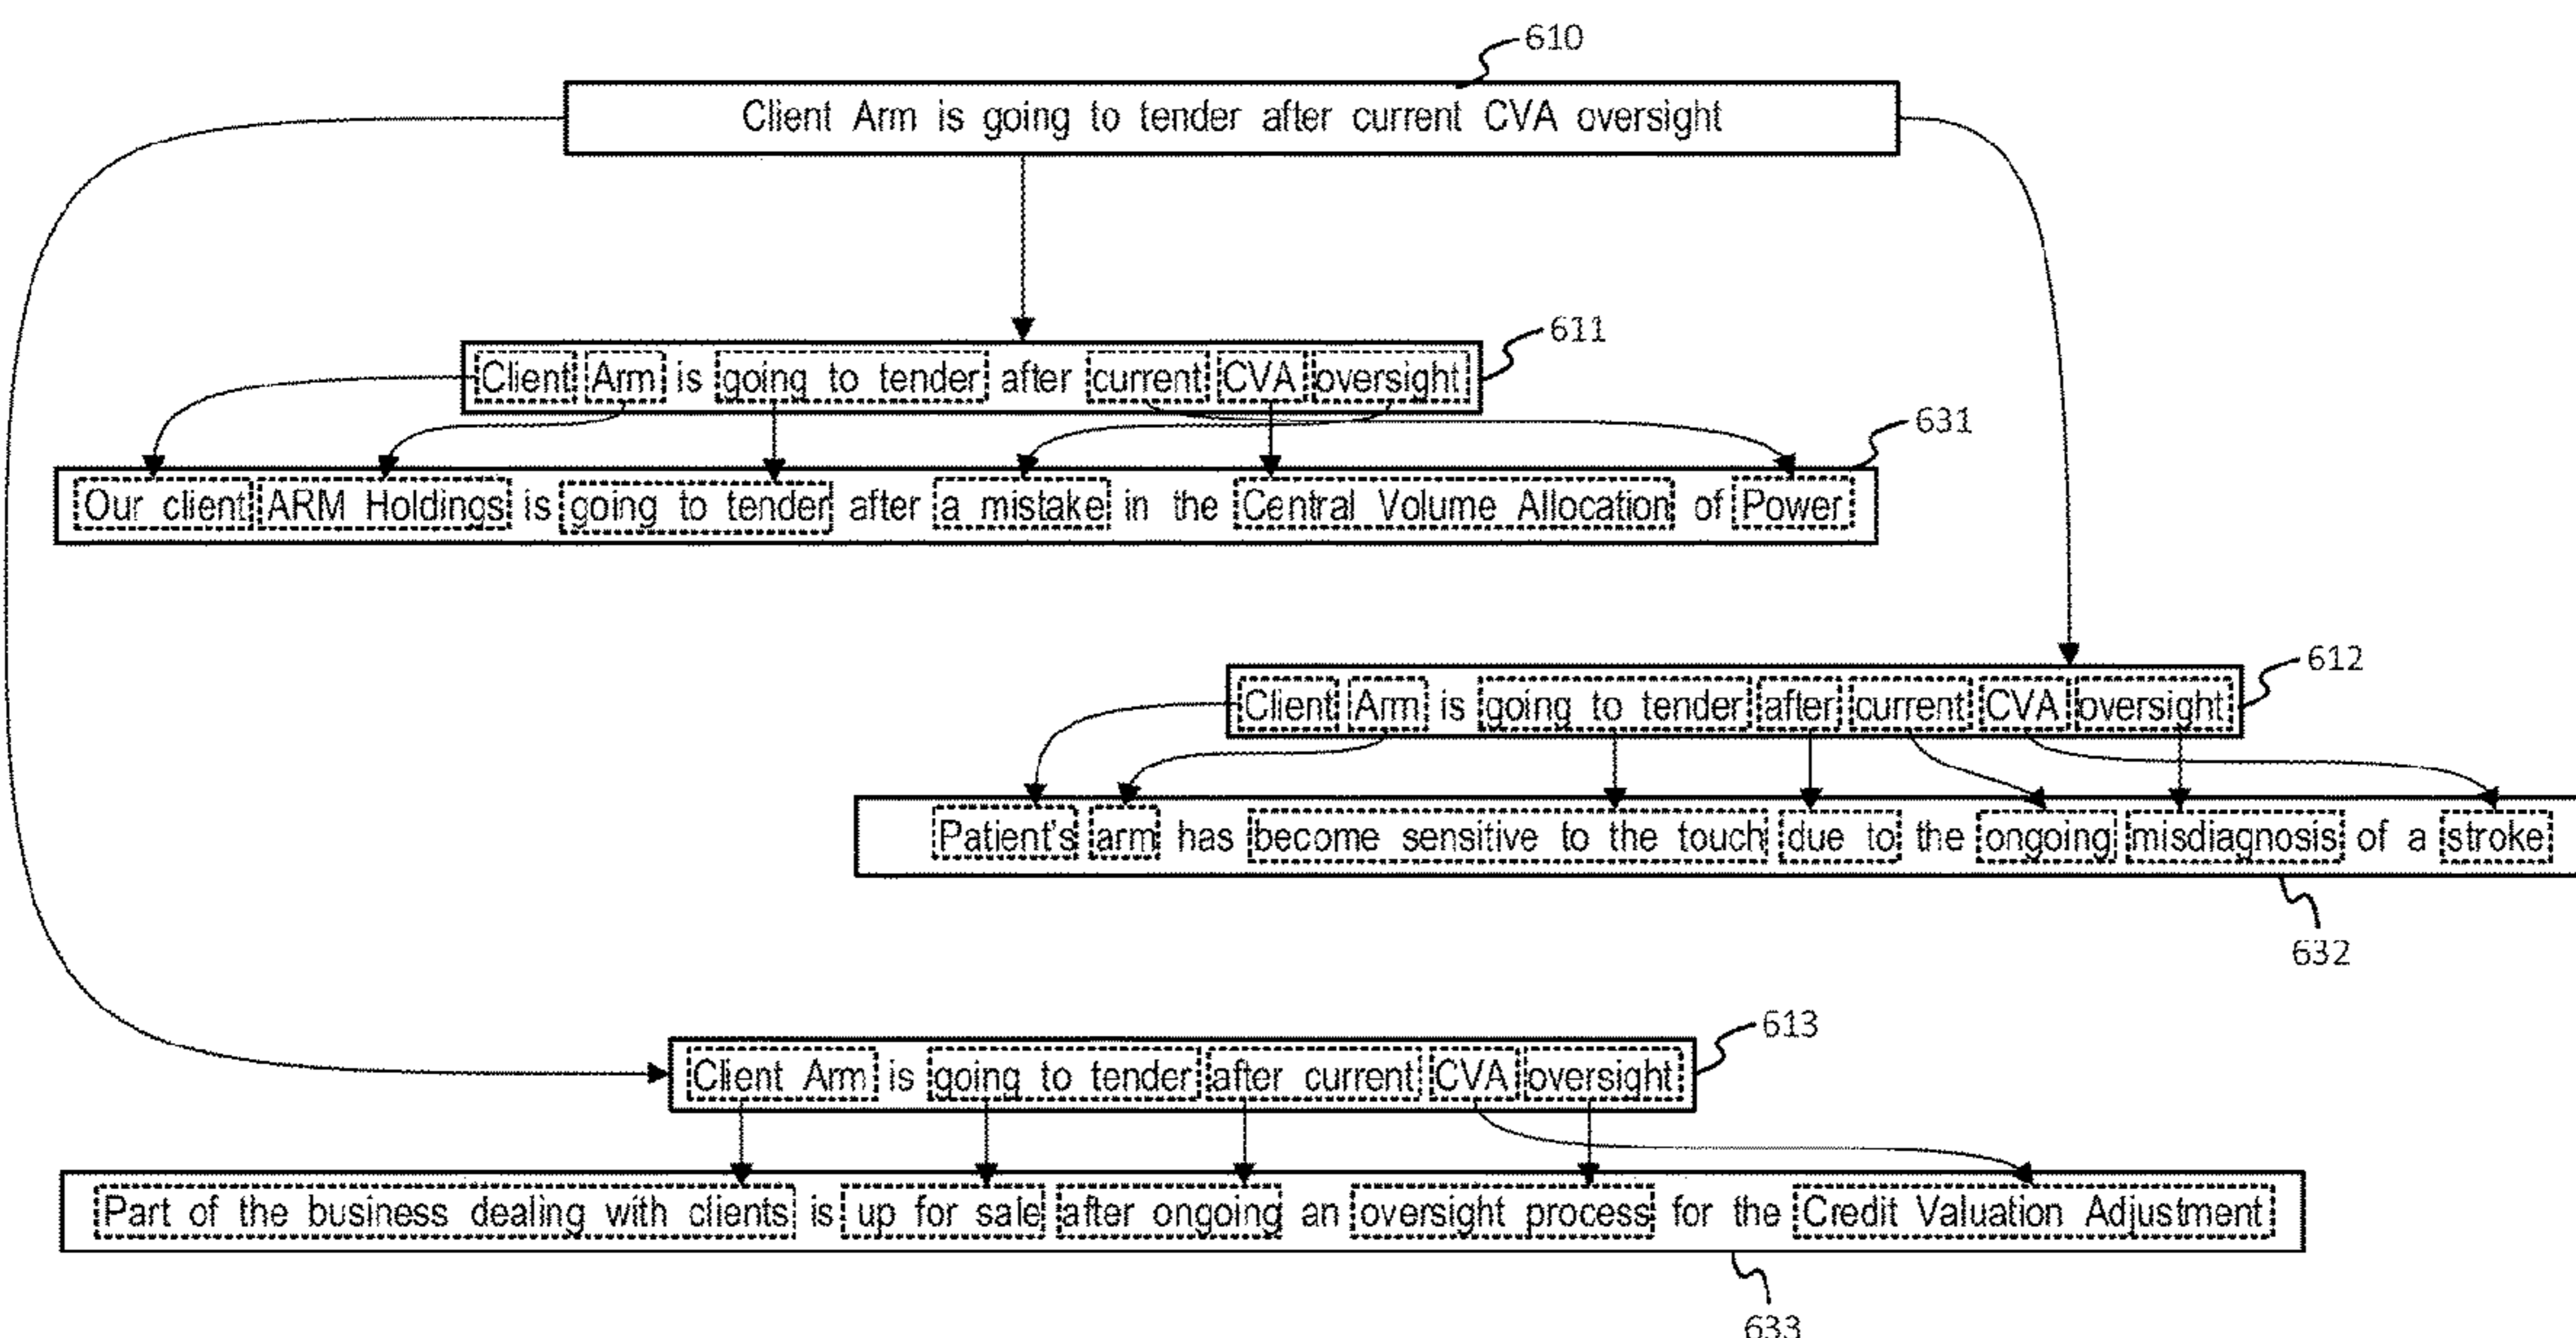 610
Client Arm is going to tender after current CVA oversight
611
Client Arm is going to tender after current CVA oversight
631
Our client ARM Holdings is going to tender after a mistake in the Central Volume Allocation of Power
612
Client Arm is going to tender after current CVA oversight
Patient's arm has become sensitive to the touch due to the ongoing misdiagnosis of a stroke
632
613
Client Arm is going to tender after current CVA oversight
Part of the business dealing with clients is up for sale after ongoing an oversight process for the Credit Valuation Adjustment
633